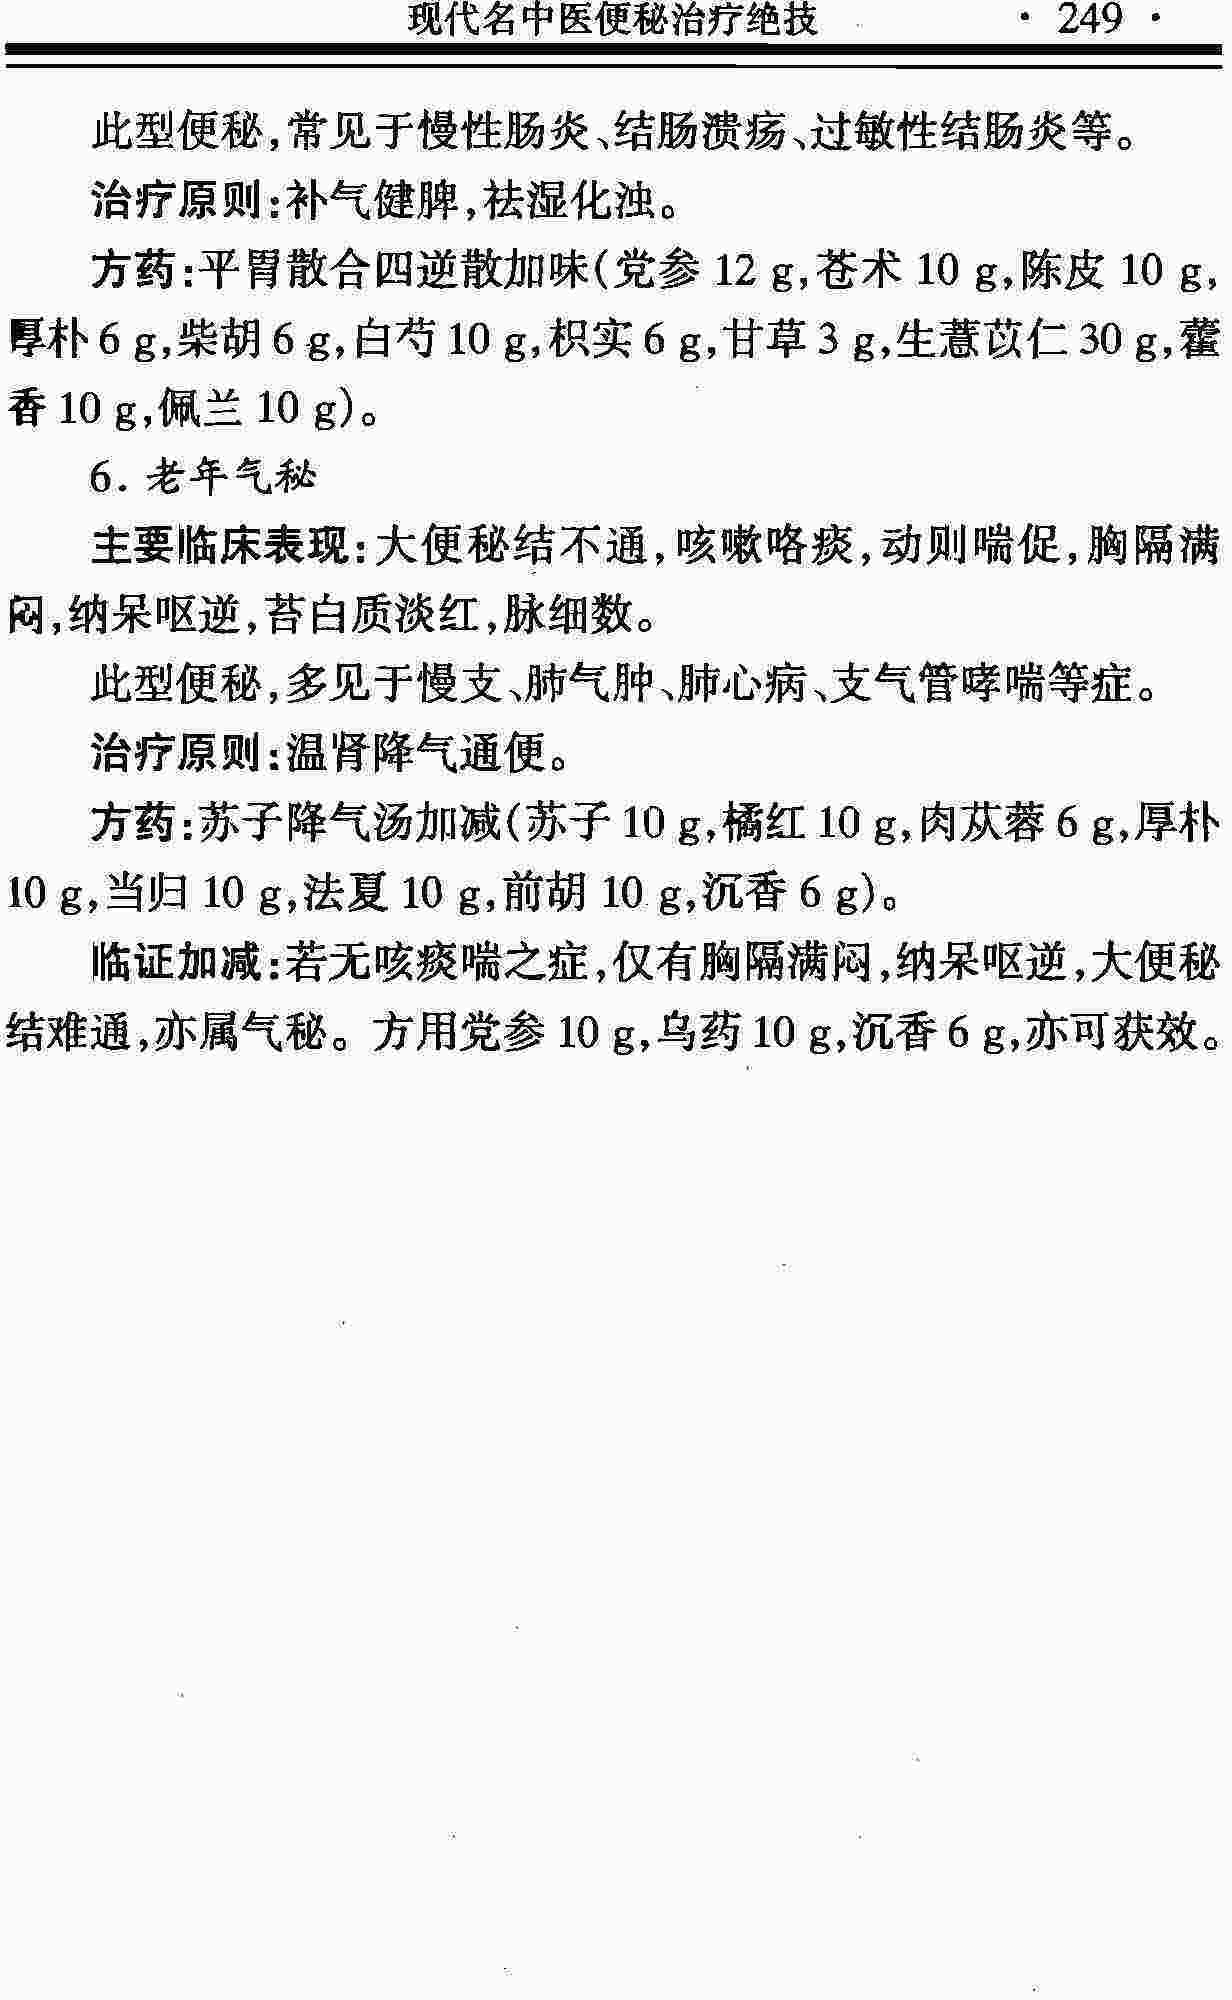 现代名中医便秘治疗绝技 · 249 ·
此型便秘,常见于慢性肠炎、结肠溃疡、过敏性结肠炎等。
治疗原则:补气健脾,祛湿化浊。
方药:平胃散合四逆散加味(党参 12 g,苍术 10 g,陈皮 10 g,
厚朴 6 g,柴胡 6 g,白芍 10 g,枳实 6 g,甘草 3 g,生薏苡仁 30 g,藿
香 10 g,佩兰 10 g)。
6. 老年气秘
主要临床表现:大便秘结不通,咳嗽咯痰,动则喘促,胸隔满
闷,纳呆呕逆,苔白质淡红,脉细数。
此型便秘,多见于慢支、肺气肿、肺心病、支气管哮喘等症。
治疗原则:温肾降气通便。
方药:苏子降气汤加减(苏子 10 g,橘红 10 g,肉苁蓉 6 g,厚朴
10 g,当归 10 g,法夏 10 g,前胡 10 g,沉香 6 g)。
临证加减:若无咳痰喘之症,仅有胸隔满闷,纳呆呕逆,大便秘
结难通,亦属气秘。方用党参 10 g,乌药 10 g,沉香 6 g,亦可获效。